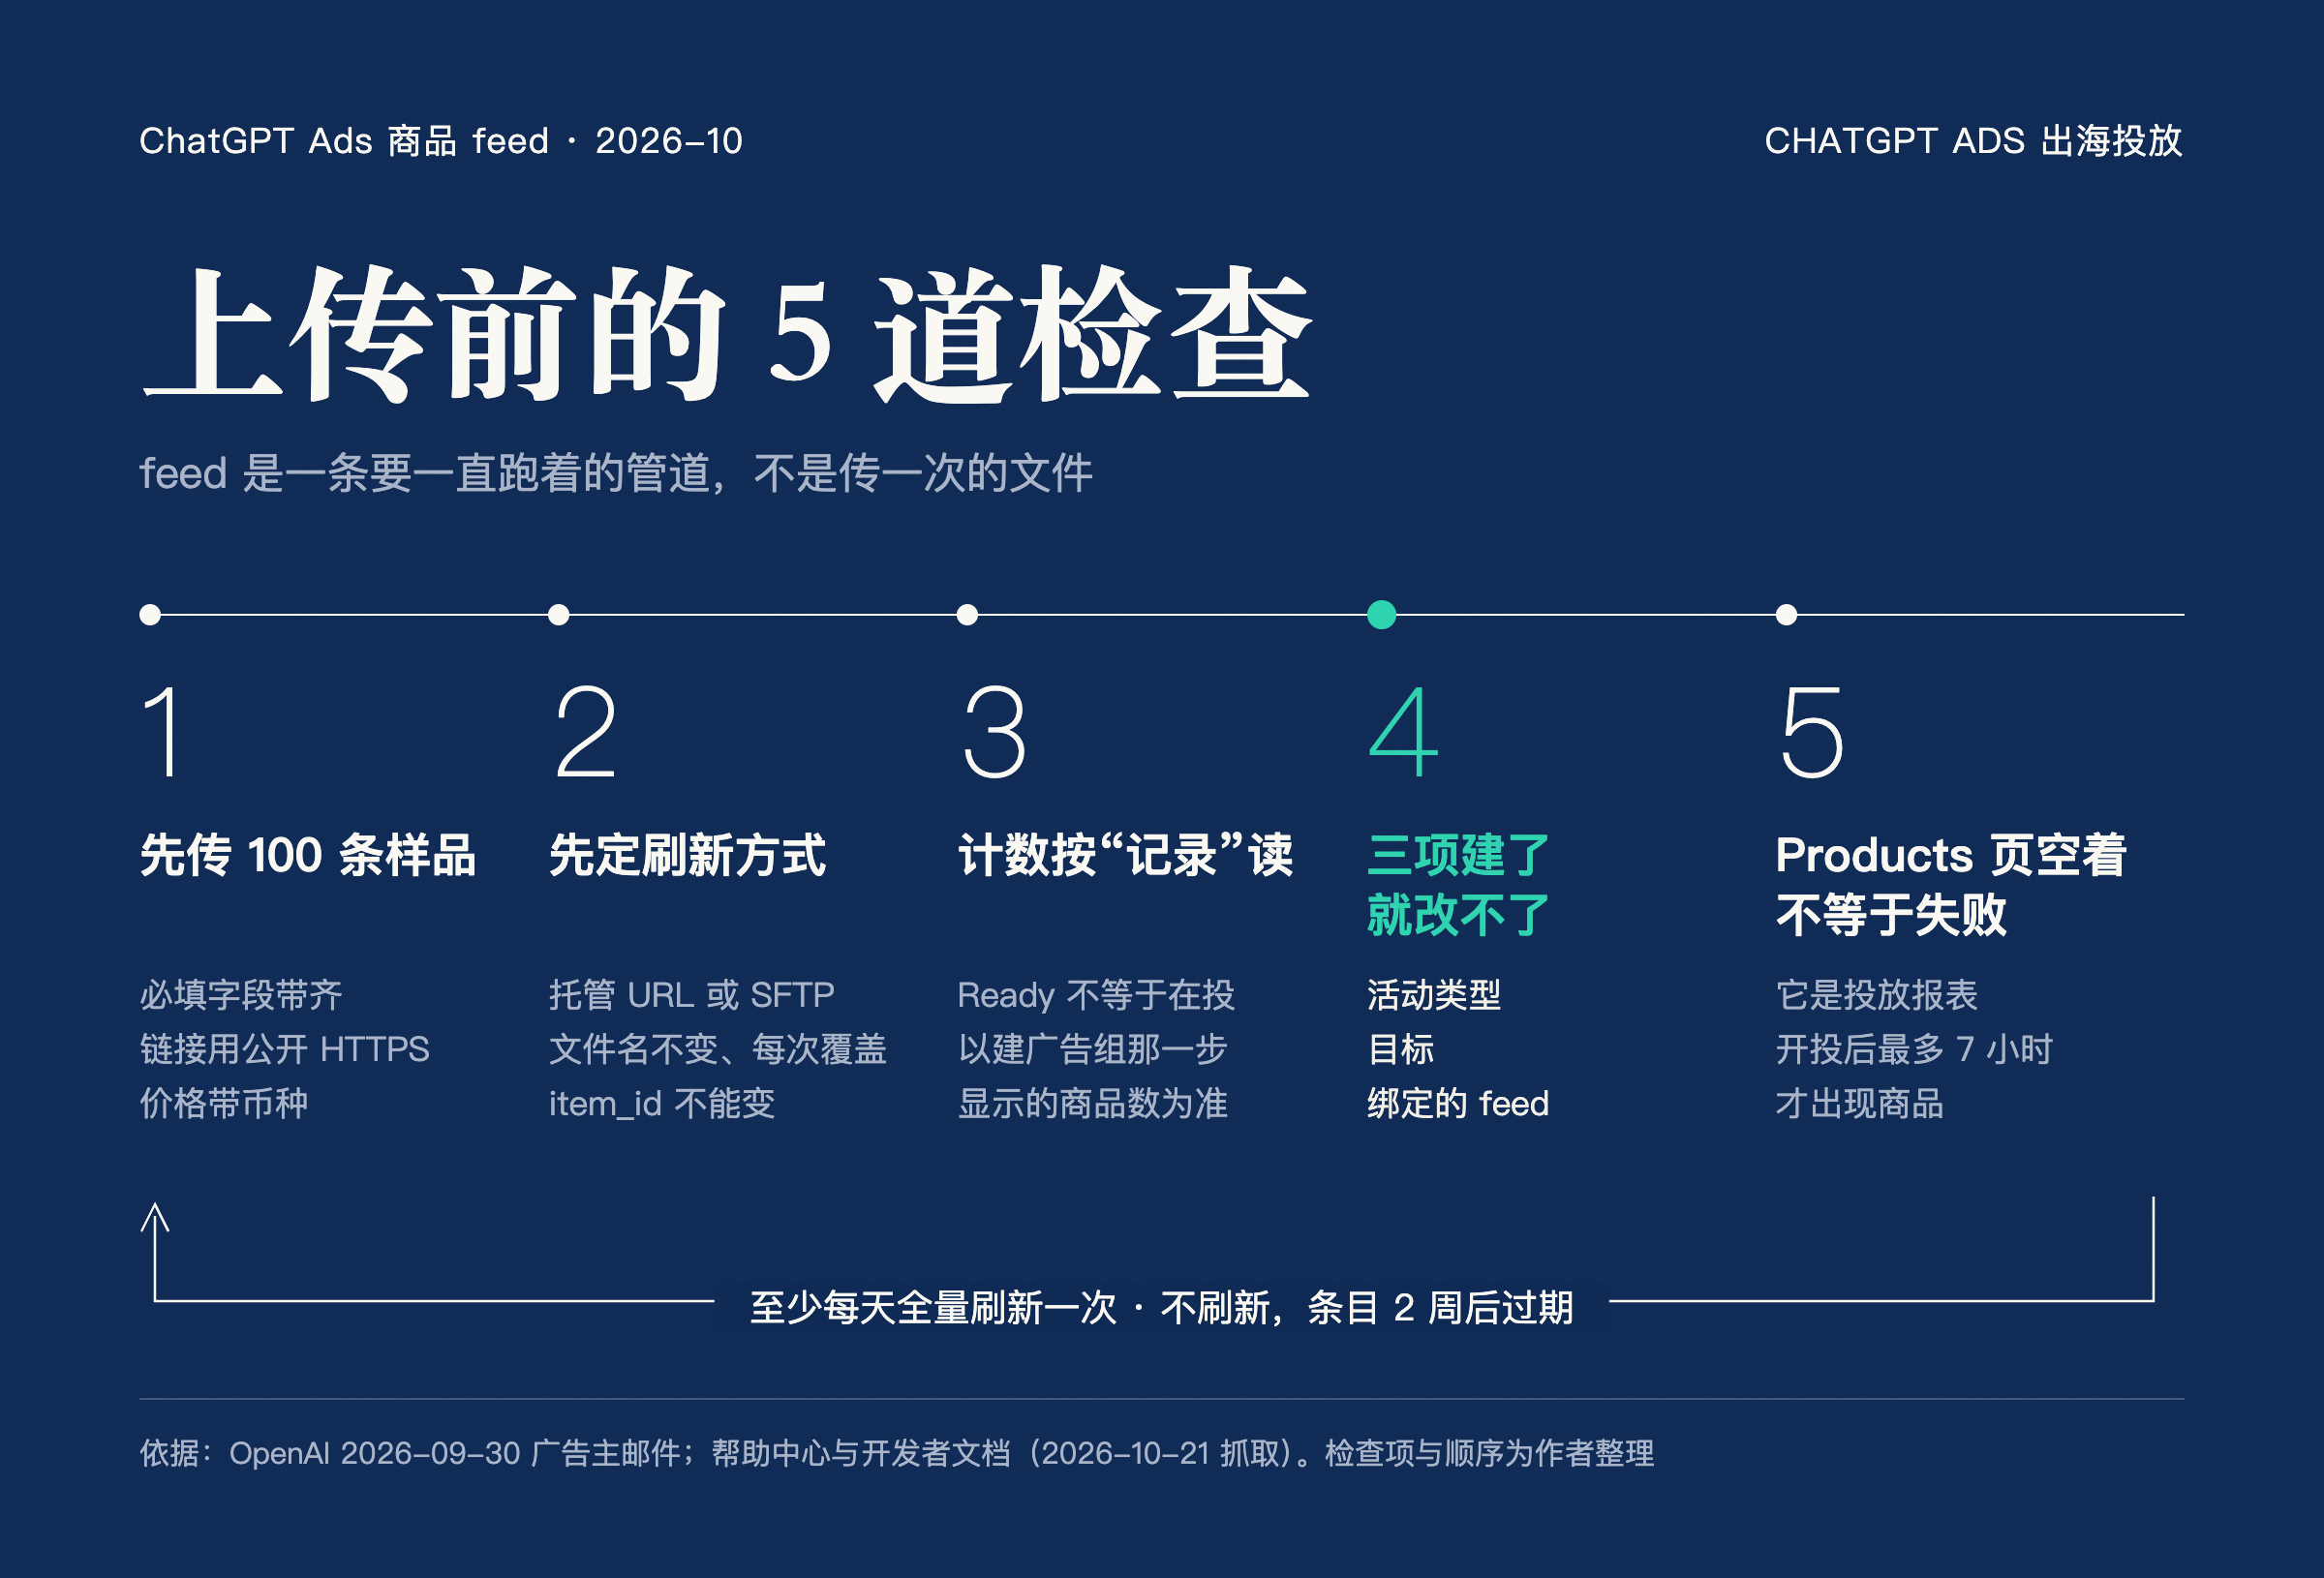 ChatGPT Ads 商品 feed · 2026-10
CHATGPT ADS 出海投放
上传前的 5 道检查
feed 是一条要一直跑着的管道，不是传一次的文件
1
先传 100 条样品
必填字段带齐
链接用公开 HTTPS
价格带币种
2
先定刷新方式
托管 URL 或 SFTP
文件名不变、每次覆盖
item_id 不能变
3
计数按“记录”读
Ready 不等于在投
以建广告组那一步
显示的商品数为准
4
三项建了
就改不了
活动类型
目标
绑定的 feed
5
Products 页空着
不等于失败
它是投放报表
开投后最多 7 小时
才出现商品
至少每天全量刷新一次 · 不刷新，条目 2 周后过期
依据：OpenAI 2026-09-30 广告主邮件；帮助中心与开发者文档（2026-10-21 抓取）。检查项与顺序为作者整理